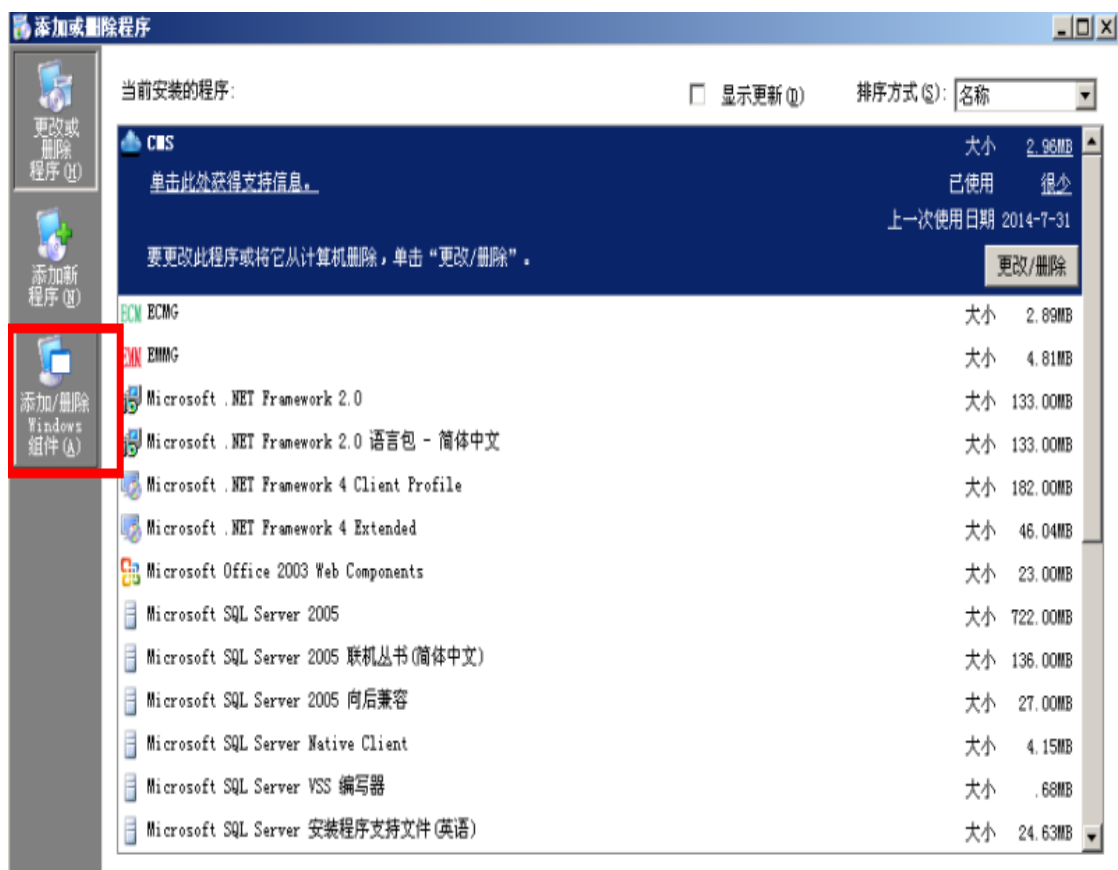 添加或删除程序
当前安装的程序:
显示更新(D)
排序方式(S):
名称
更改或
删除
程序(H)
添加新
程序(N)
添加/删除
Windows
组件(A)
CMS
大小 2.96MB
单击此处获得支持信息。
已使用 很少
上一次使用日期 2014-7-31
要更改此程序或将它从计算机删除，单击“更改/删除”。
更改/删除
ECM ECMG 大小 2.89MB
EMM EMMG 大小 4.81MB
Microsoft .NET Framework 2.0 大小 133.00MB
Microsoft .NET Framework 2.0 语言包 - 简体中文 大小 133.00MB
Microsoft .NET Framework 4 Client Profile 大小 182.00MB
Microsoft .NET Framework 4 Extended 大小 46.04MB
Microsoft Office 2003 Web Components 大小 23.00MB
Microsoft SQL Server 2005 大小 722.00MB
Microsoft SQL Server 2005 联机丛书(简体中文) 大小 136.00MB
Microsoft SQL Server 2005 向后兼容 大小 27.00MB
Microsoft SQL Server Native Client 大小 4.15MB
Microsoft SQL Server VSS 编写器 大小 .68MB
Microsoft SQL Server 安装程序支持文件(英语) 大小 24.63MB